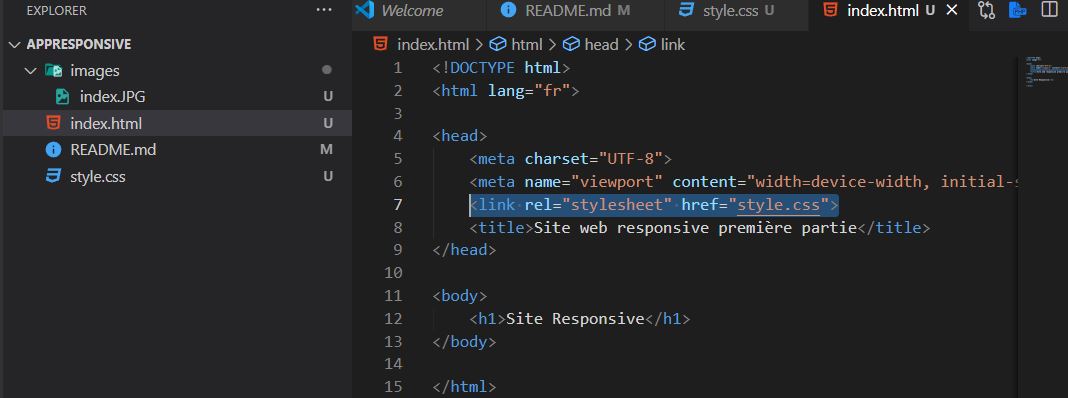 EXPLORER ...
APPRESPONSIVE
images
index.JPG U
index.html U
README.md M
style.css U
Welcome README.md M style.css U index.html U
index.html > html > head > link
1 <!DOCTYPE html>
2 <html lang="fr">
3
4 <head>
5 <meta charset="UTF-8">
6 <meta name="viewport" content="width=device-width, initial-s
7 <link rel="stylesheet" href="style.css">
8 <title>Site web responsive première partie</title>
9 </head>
10
11 <body>
12 <h1>Site Responsive</h1>
13 </body>
14
15 </html>